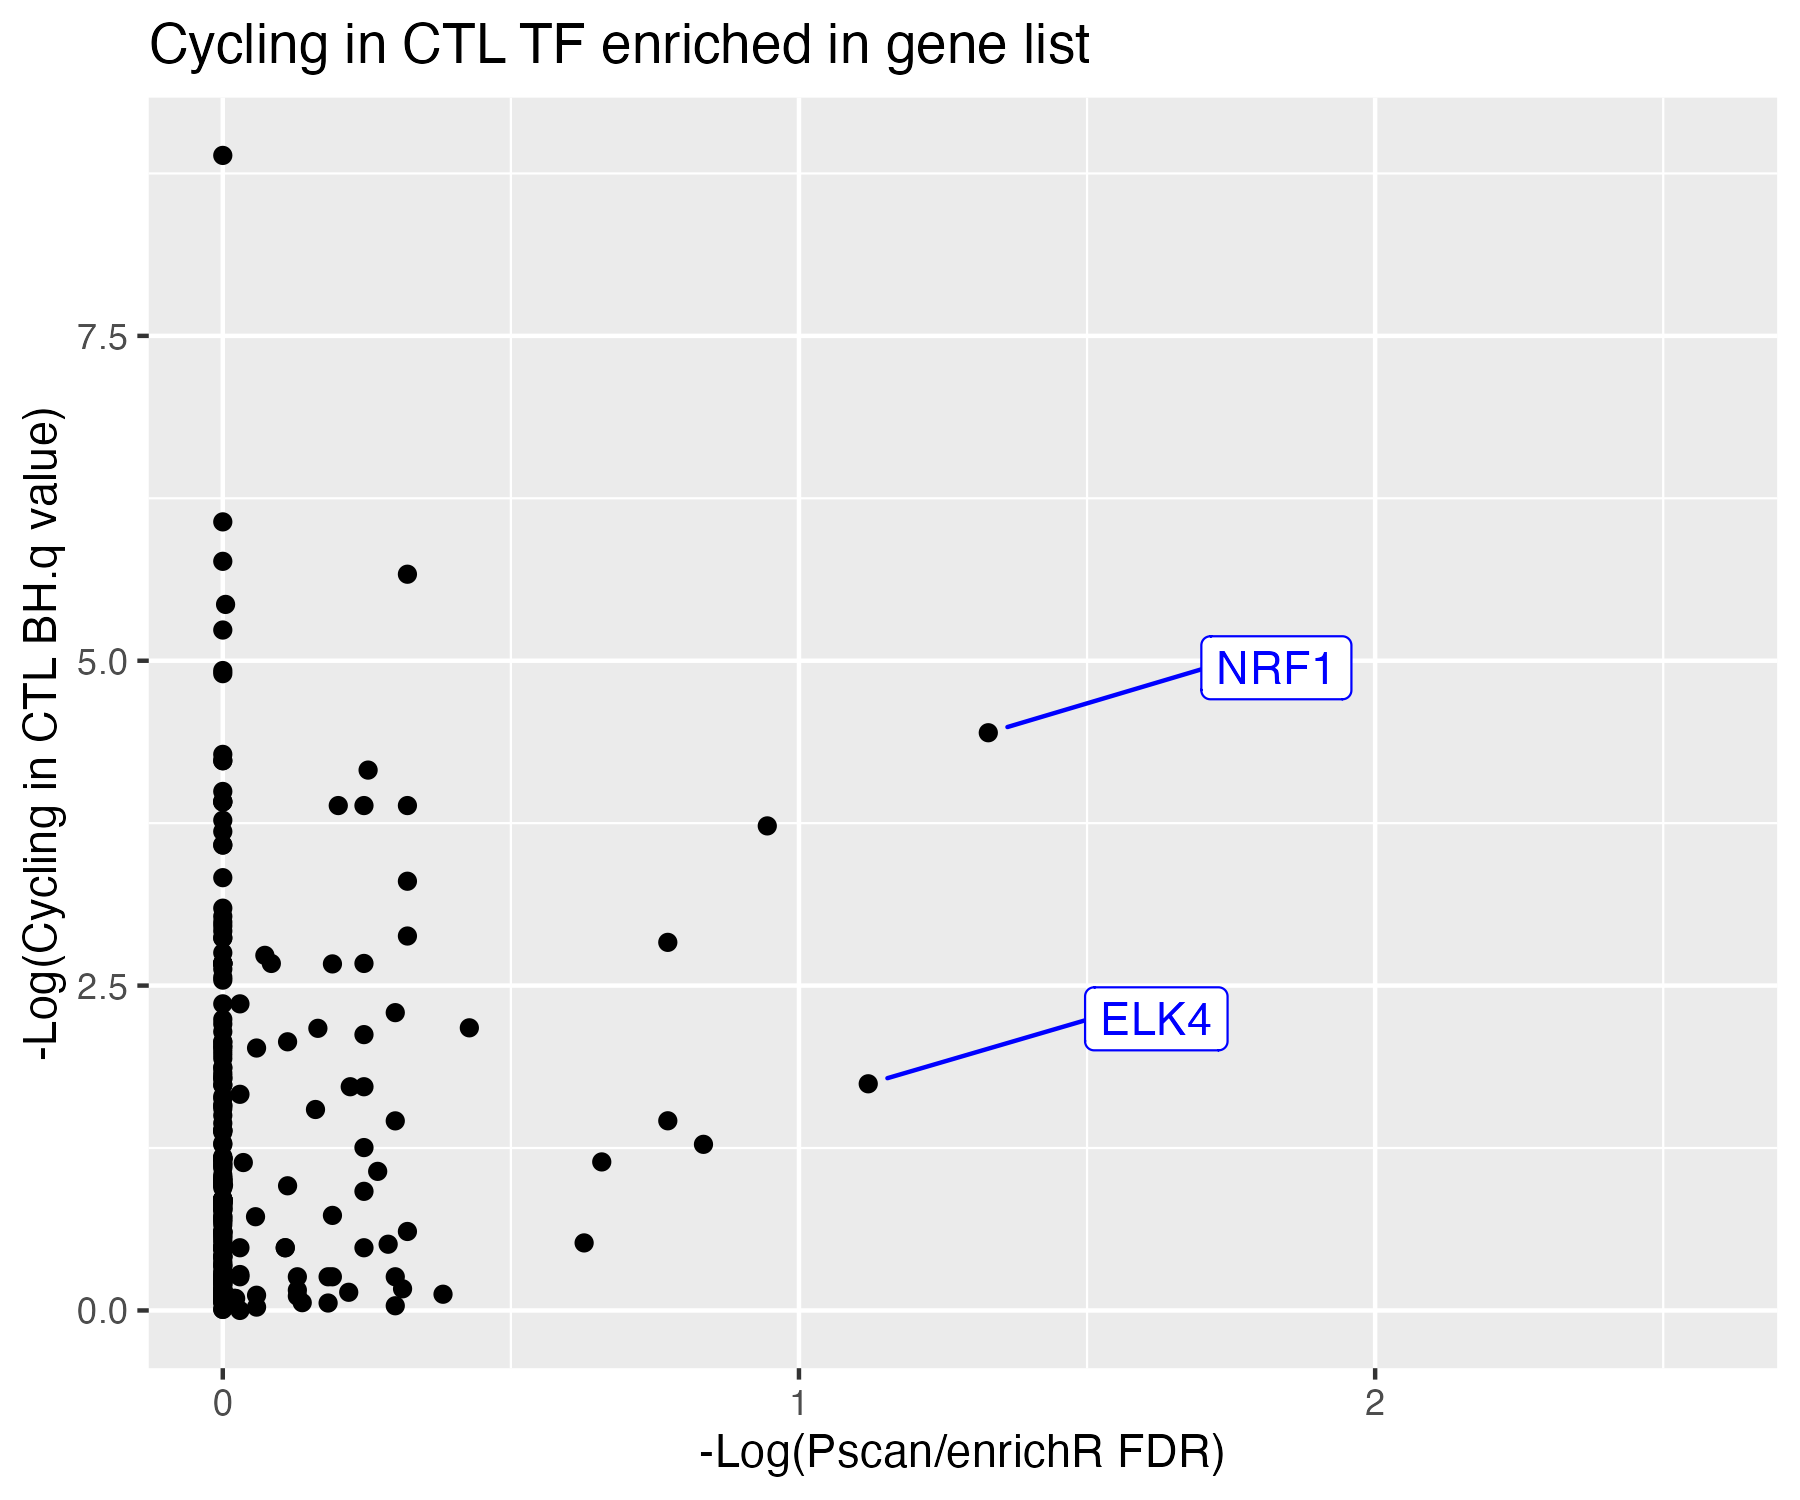 Cycling in CTL TF enriched in gene list
-Log(Cycling in CTL BH.q value)
7.5
5.0
2.5
0.0
NRF1
ELK4
0
1
2
-Log(Pscan/enrichR FDR)